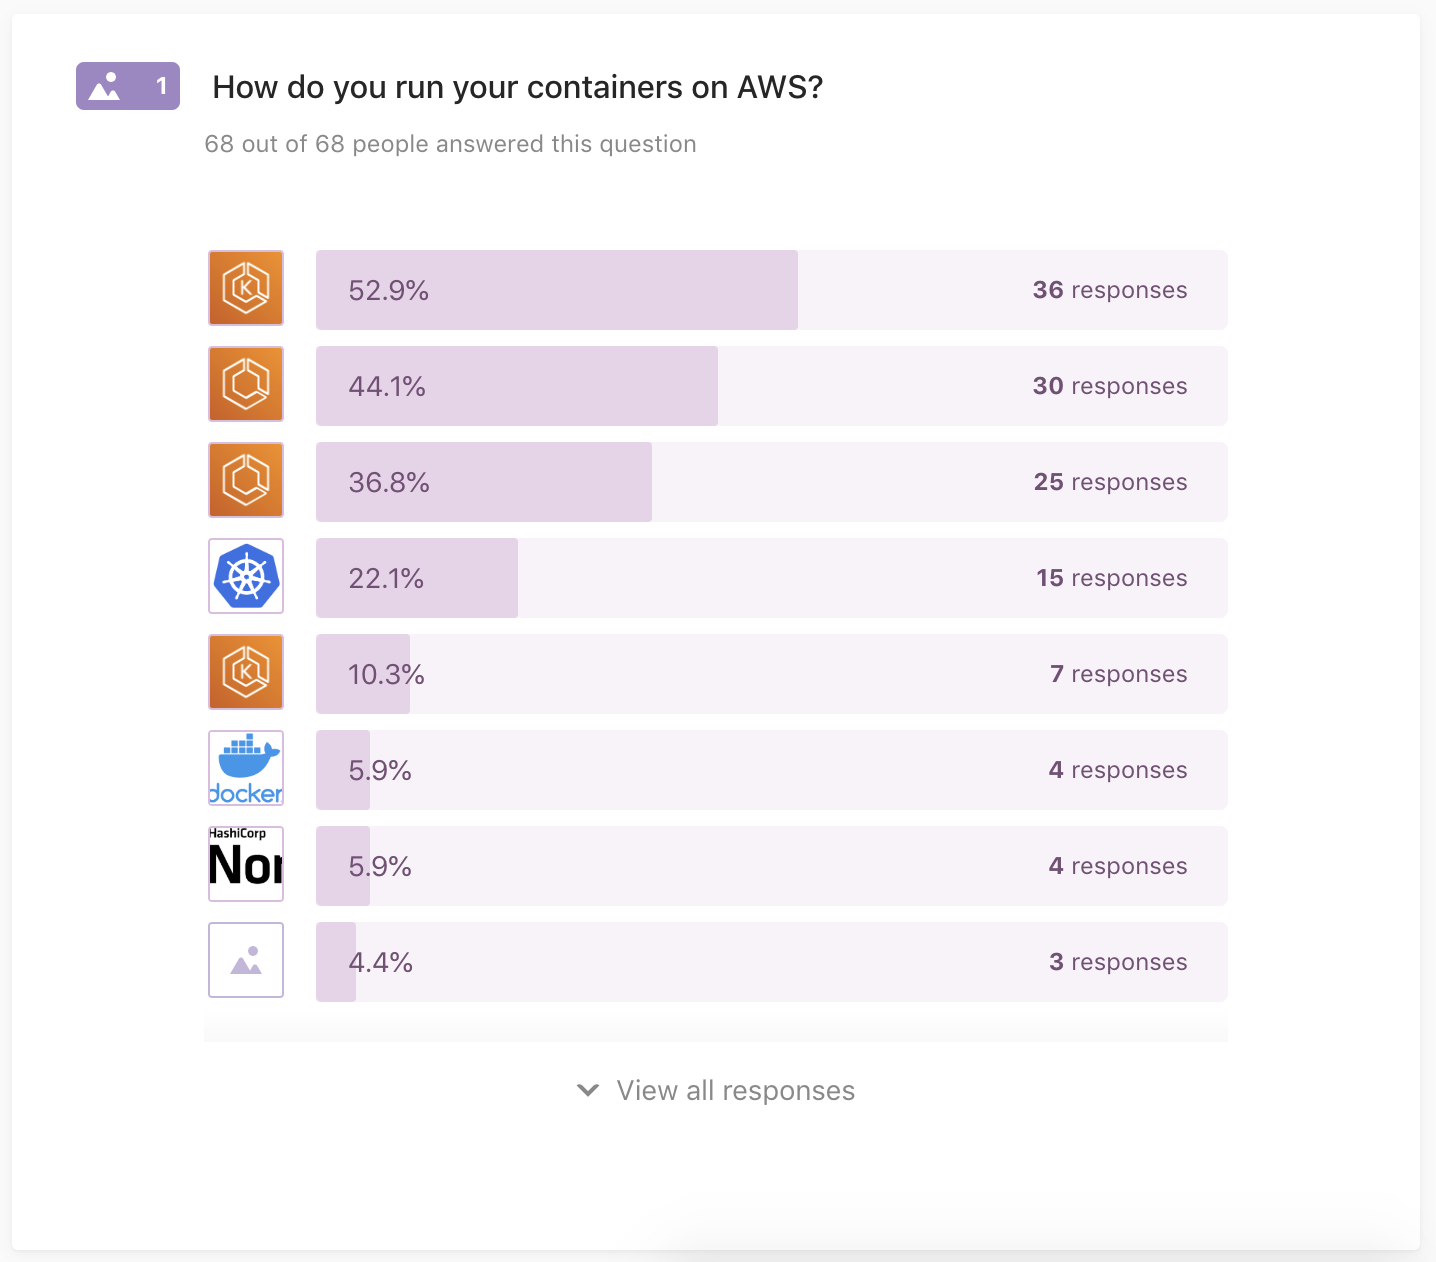 1 How do you run your containers on AWS?
68 out of 68 people answered this question
K 52.9% 36 responses
44.1% 30 responses
36.8% 25 responses
22.1% 15 responses
K 10.3% 7 responses
docker 5.9% 4 responses
HashiCorp
Nor 5.9% 4 responses
4.4% 3 responses
View all responses